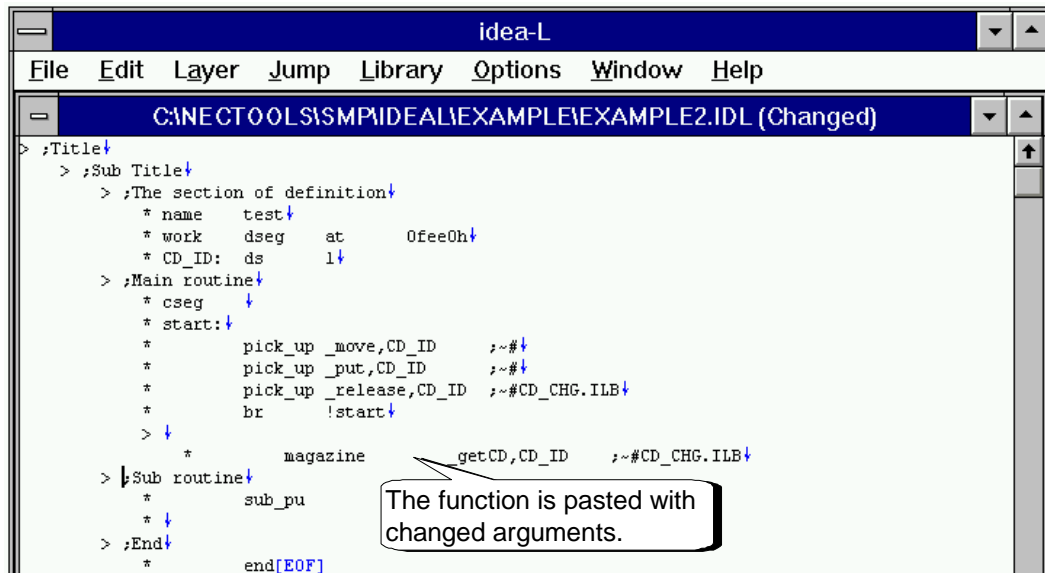 idea-L
File Edit Layer Jump Library Options Window Help
C:\NECTOOLS\SMP\IDEAL\EXAMPLE\EXAMPLE2.IDL (Changed)
> ;Title
> ;Sub Title
> ;The section of definition
* name test
* work dseg at 0fee0h
* CD_ID: ds 1
> ;Main routine
* cseg
* start:
* pick_up _move,CD_ID ;~#
* pick_up _put,CD_ID ;~#
* pick_up _release,CD_ID ;~#CD_CHG.ILB
* br !start
>
* magazine _getCD,CD_ID ;~#CD_CHG.ILB
> ;Sub routine
* sub_pu
*
> ;End
* end[EOF]
The function is pasted with
changed arguments.